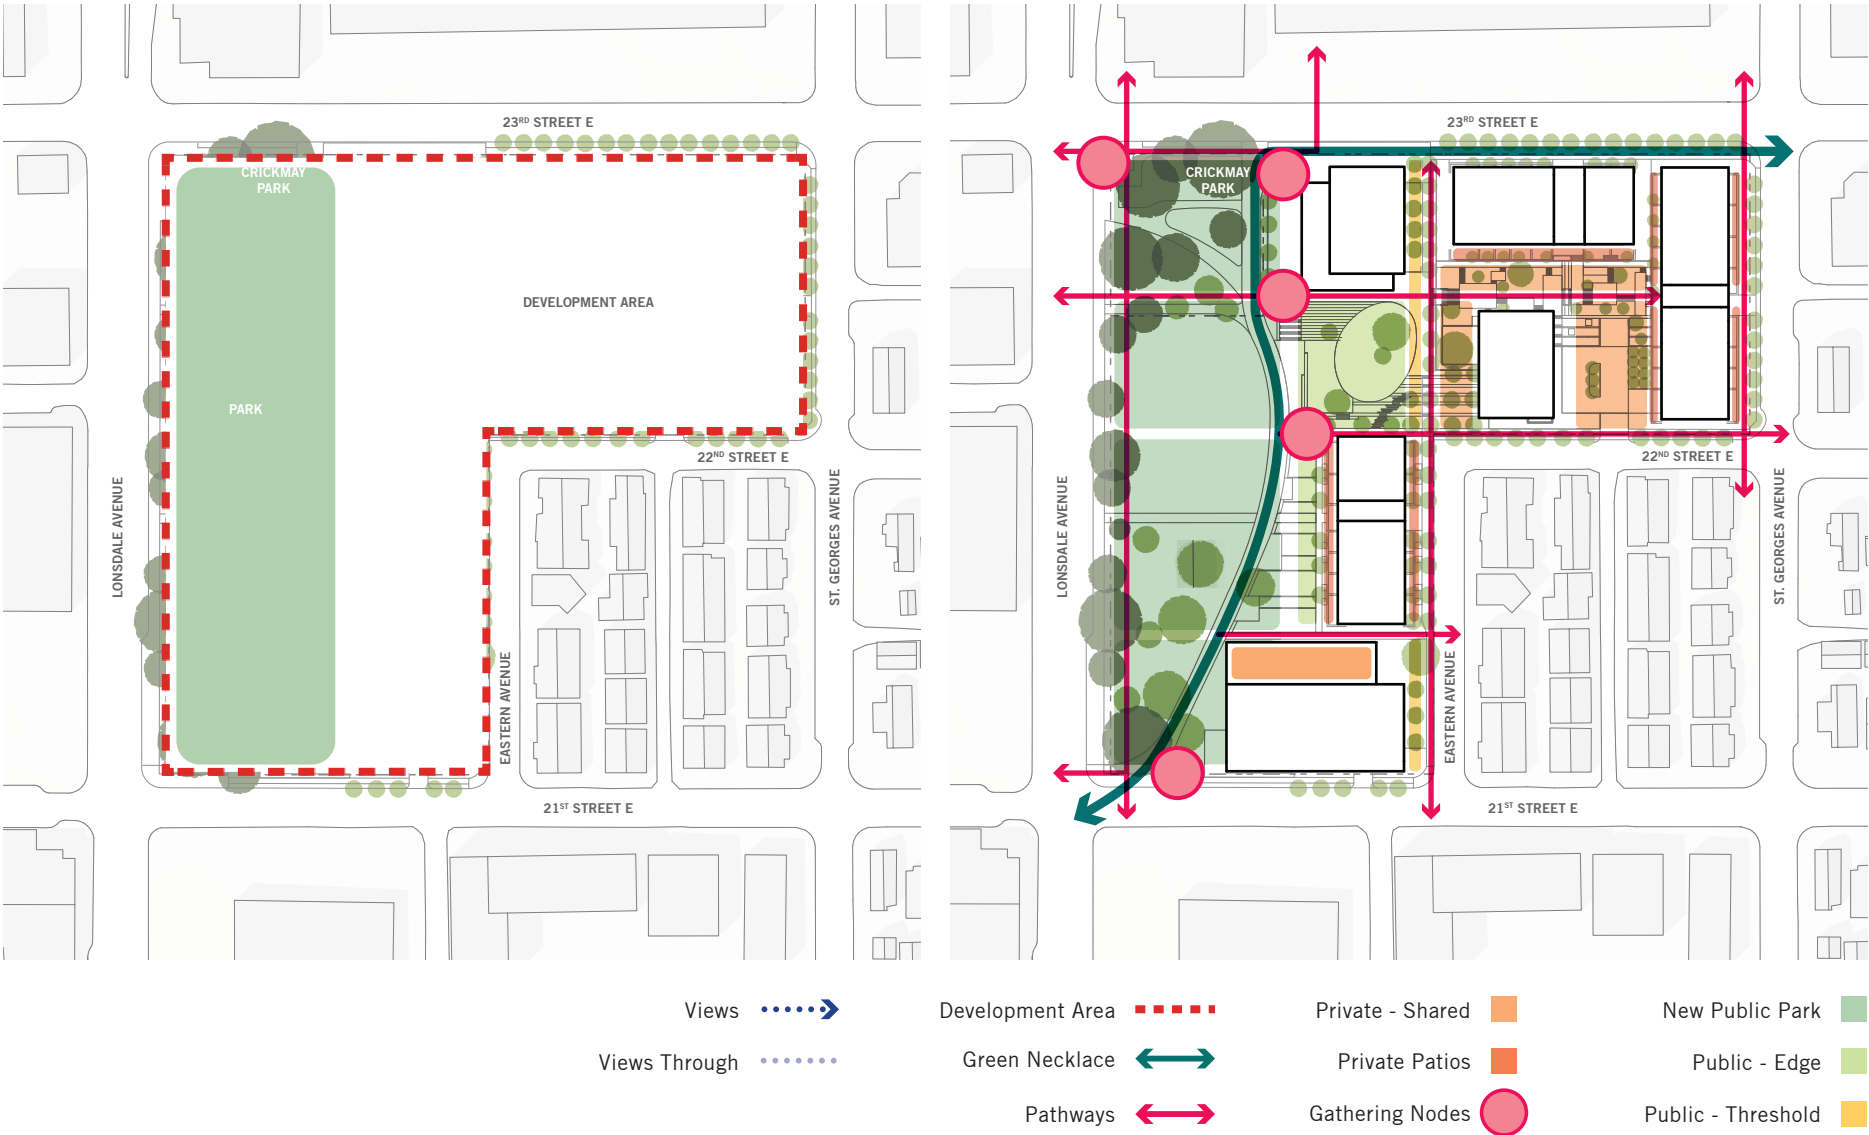 23RD STREET E
CRICKMAY
PARK
DEVELOPMENT AREA
PARK
22ND STREET E
LONSDALE AVENUE
ST. GEORGES AVENUE
EASTERN AVENUE
21ST STREET E
23RD STREET E
CRICKMAY
PARK
22ND STREET E
LONSDALE AVENUE
ST. GEORGES AVENUE
EASTERN AVENUE
21ST STREET E
Views
Views Through
Development Area
Green Necklace
Pathways
Private - Shared
Private Patios
Gathering Nodes
New Public Park
Public - Edge
Public - Threshold